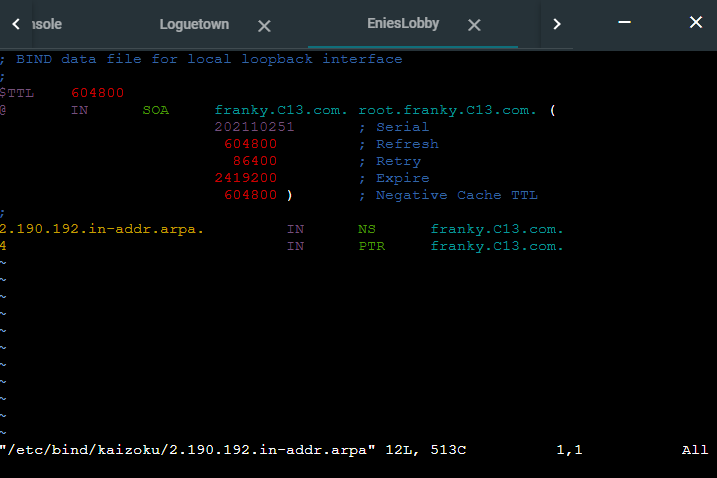 nsole Loguetown EniesLobby
; BIND data file for local loopback interface
;
$TTL 604800
@ IN SOA franky.C13.com. root.franky.C13.com. (
202110251 ; Serial
604800 ; Refresh
86400 ; Retry
2419200 ; Expire
604800 ) ; Negative Cache TTL
;
2.190.192.in-addr.arpa. IN NS franky.C13.com.
4 IN PTR franky.C13.com.
~
~
~
~
~
~
~
~
~
~
~
"/etc/bind/kaizoku/2.190.192.in-addr.arpa" 12L, 513C 1,1 All